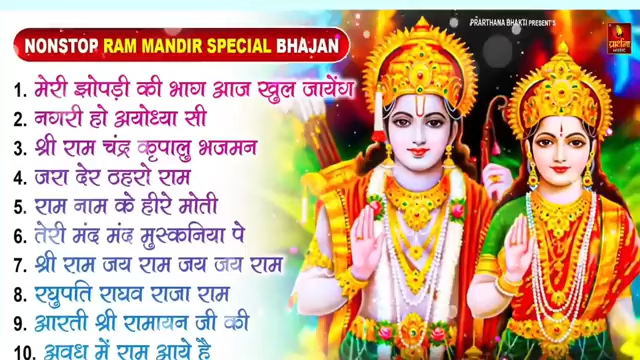 PRARTHANA BHAKTI PRESENT'S
प्रार्थना
NONSTOP RAM MANDIR SPECIAL BHAJAN
1. मेरी झोपड़ी की भाग आज खुल जायेंग
2. नगरी हो अयोध्या सी
3. श्री राम चंद्र कृपालु भजमन
4. जरा देर ठहरो राम
5. राम नाम के हीरे मोती
6. तेरी मंद मंद मुस्कनिया पे
7. श्री राम जय राम जय जय राम
8. रघुपति राघव राजा राम
9. आरती श्री रामायन जी की
10. अवध में राम आये है